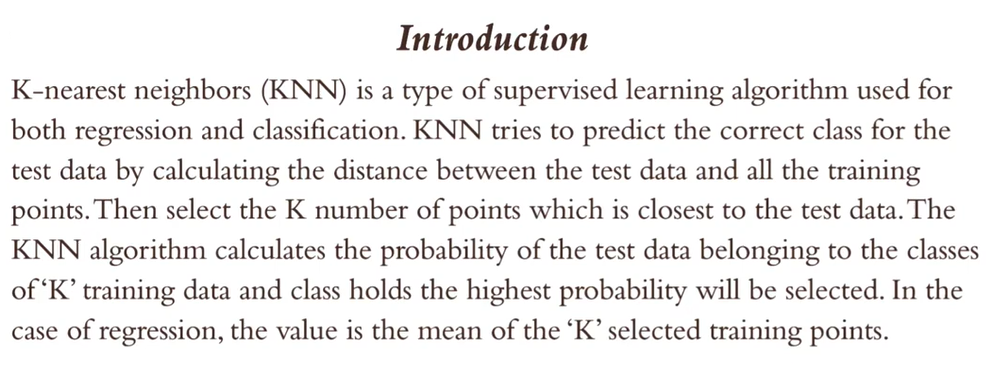 Introduction
K-nearest neighbors (KNN) is a type of supervised learning algorithm used for
both regression and classification. KNN tries to predict the correct class for the
test data by calculating the distance between the test data and all the training
points. Then select the K number of points which is closest to the test data. The
KNN algorithm calculates the probability of the test data belonging to the classes
of ‘K’ training data and class holds the highest probability will be selected. In the
case of regression, the value is the mean of the ‘K’ selected training points.